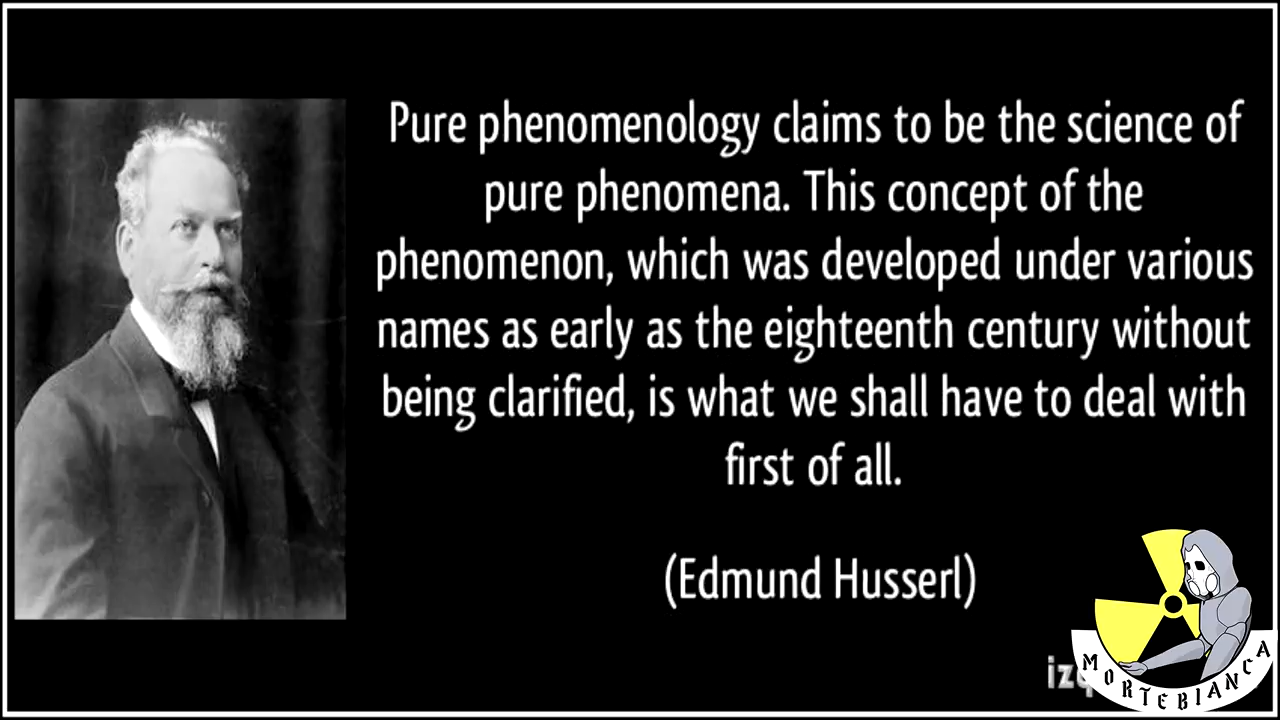 Pure phenomenology claims to be the science of
pure phenomena. This concept of the
phenomenon, which was developed under various
names as early as the eighteenth century without
being clarified, is what we shall have to deal with
first of all.
(Edmund Husserl)
MORTEBIANCA